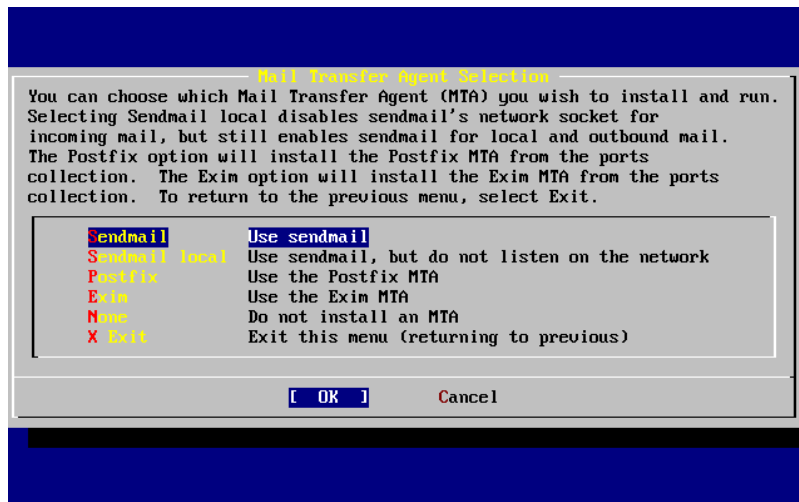 Mail Transfer Agent Selection
You can choose which Mail Transfer Agent (MTA) you wish to install and run.
Selecting Sendmail local disables sendmail's network socket for
incoming mail, but still enables sendmail for local and outbound mail.
The Postfix option will install the Postfix MTA from the ports
collection.  The Exim option will install the Exim MTA from the ports
collection.  To return to the previous menu, select Exit.
Sendmail Use sendmail
Sendmail local Use sendmail, but do not listen on the network
Postfix Use the Postfix MTA
Exim Use the Exim MTA
None Do not install an MTA
X Exit Exit this menu (returning to previous)
[ OK ] Cancel